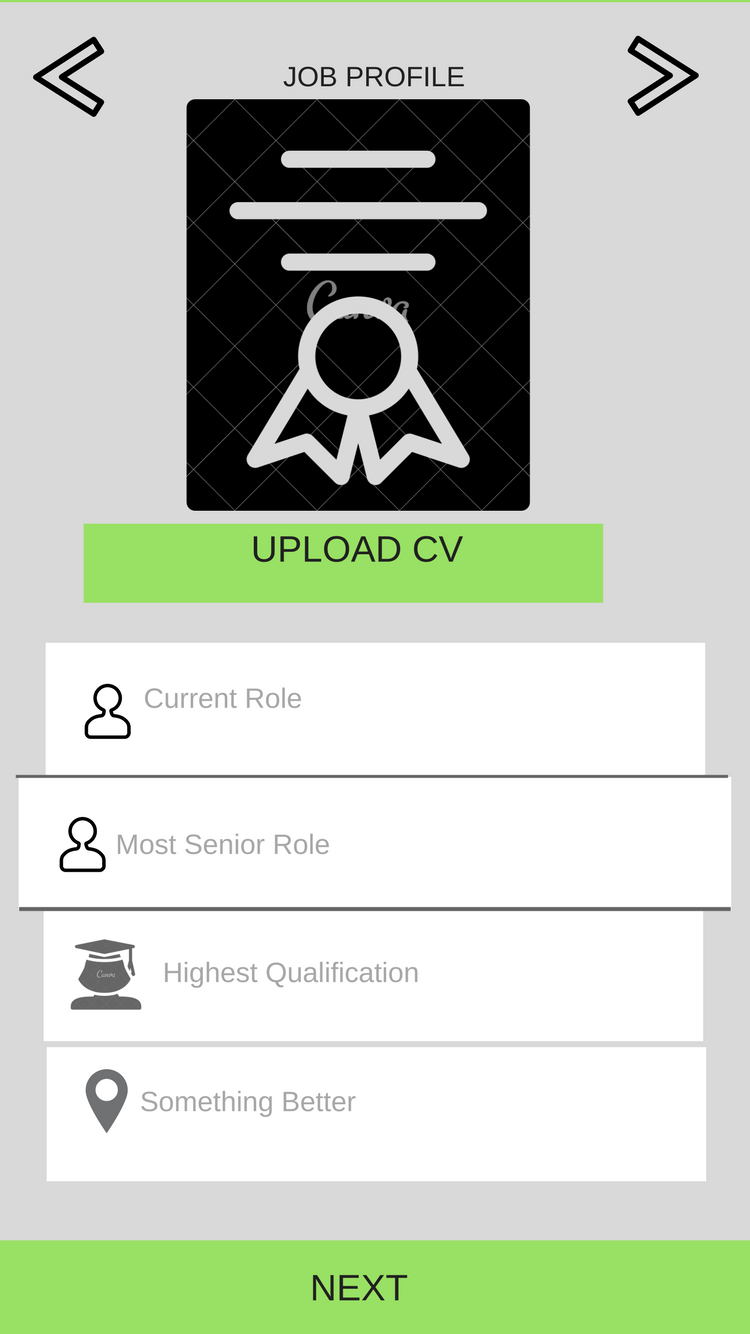 JOB PROFILE
Canva
UPLOAD CV
Current Role
Most Senior Role
Canva
Highest Qualification
Something Better
NEXT